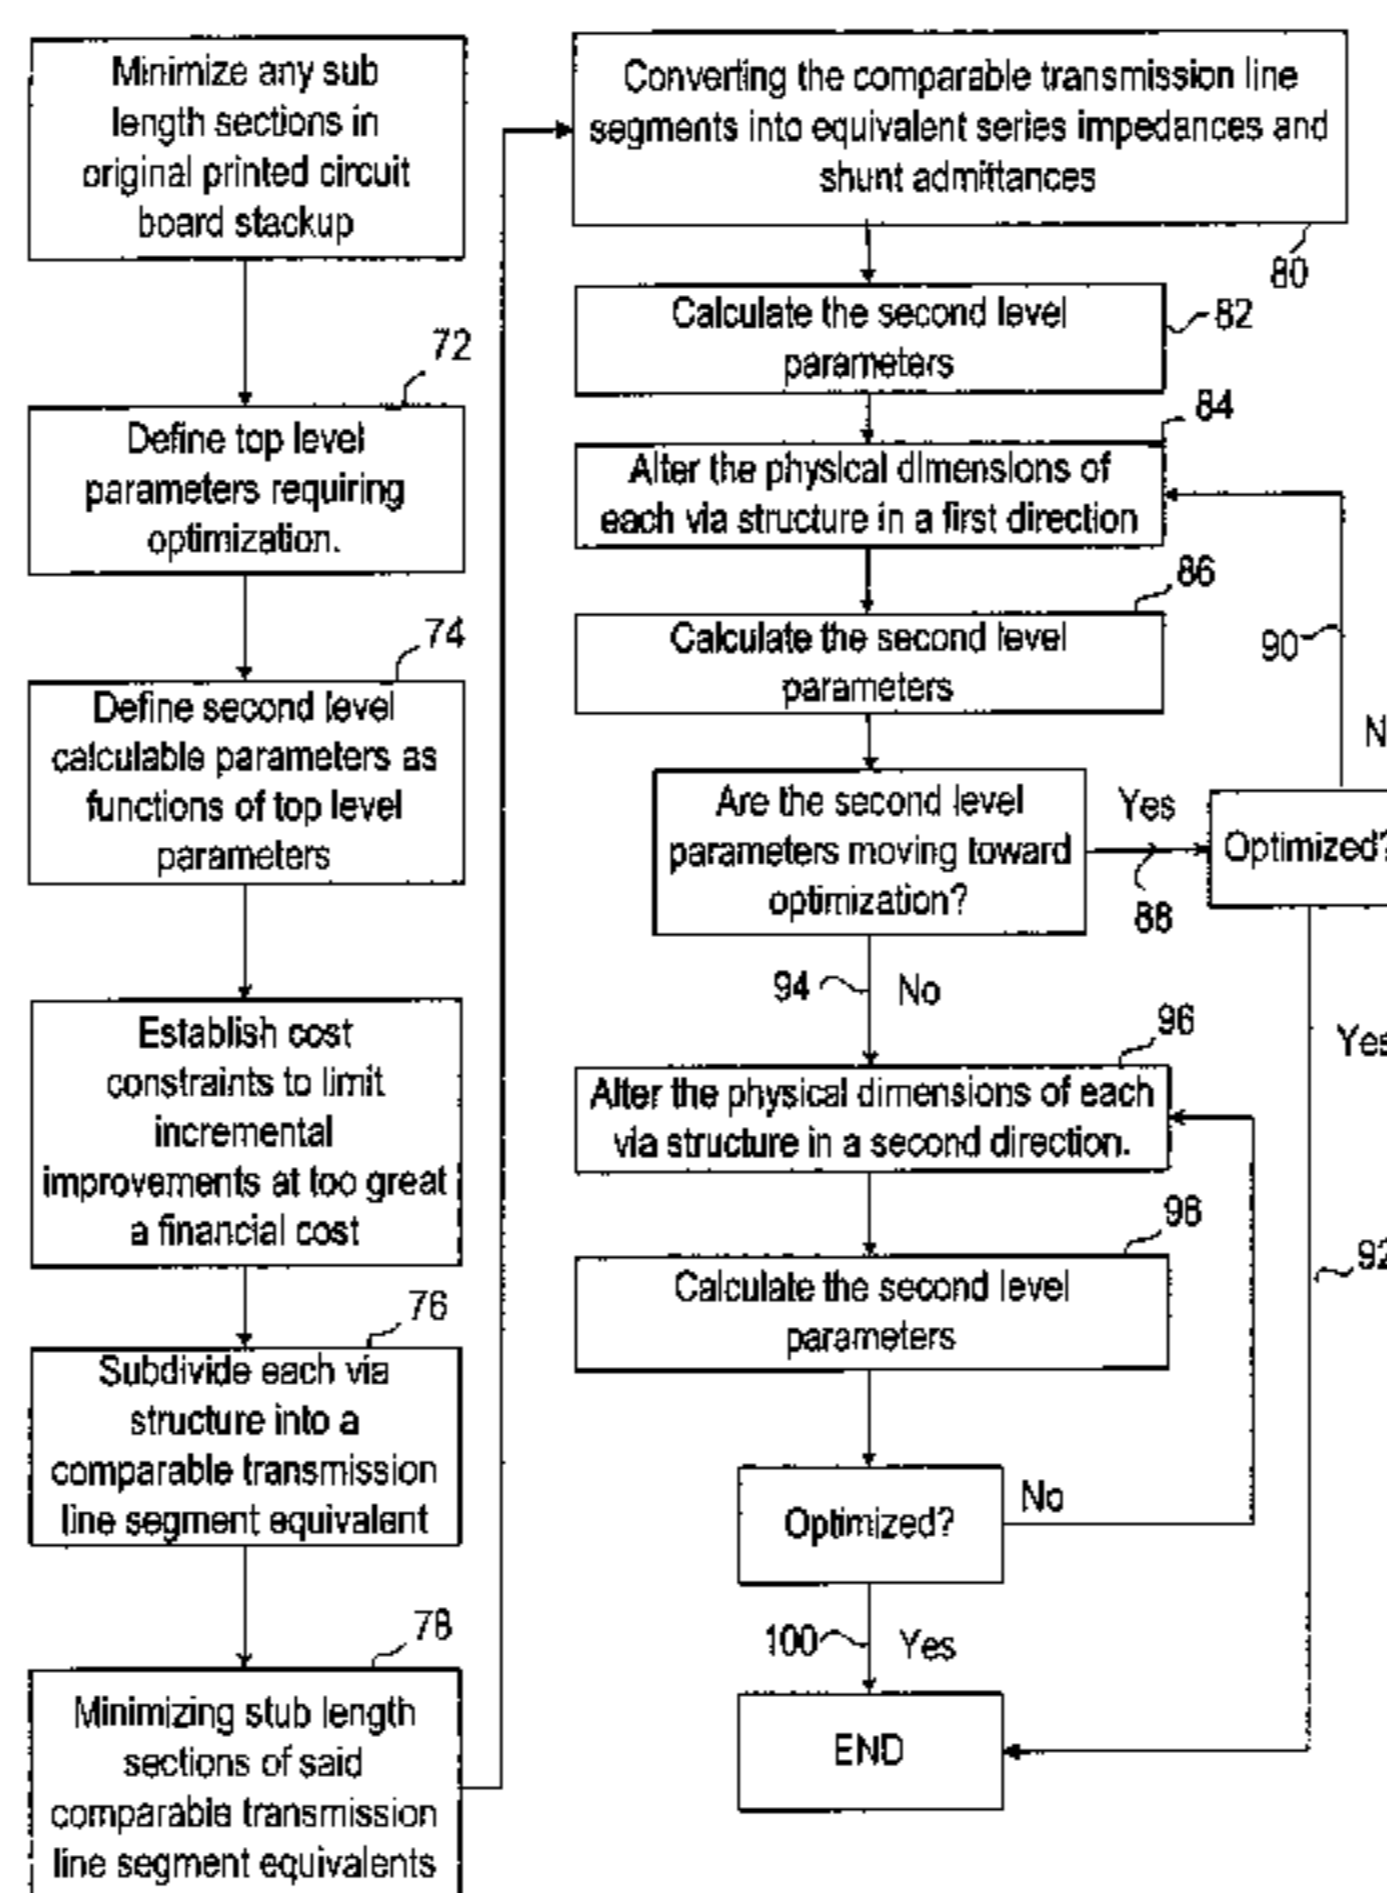 Minimize any sub
length sections in
original printed circuit
board stackup
72
Define top level
parameters requiring
optimization.
74
Define second level
calculable parameters as
functions of top level
parameters
Establish cost
constraints to limit
incremental
improvements at too great
a financial cost
76
Subdivide each via
structure into a
comparable transmission
line segment equivalent
78
Minimizing stub length
sections of said
comparable transmission
line segment equivalents
Converting the comparable transmission line
segments into equivalent series impedances and
shunt admittances
80
Calculate the second level
parameters
82
84
Alter the physical dimensions of
each via structure in a first direction
86
Calculate the second level
parameters
90
N
Are the second level
parameters moving toward
optimization?
Yes
88
Optimized?
94
No
Yes
96
Alter the physical dimensions of each
via structure in a second direction.
98
Calculate the second level
parameters
92
Optimized?
No
100
Yes
END